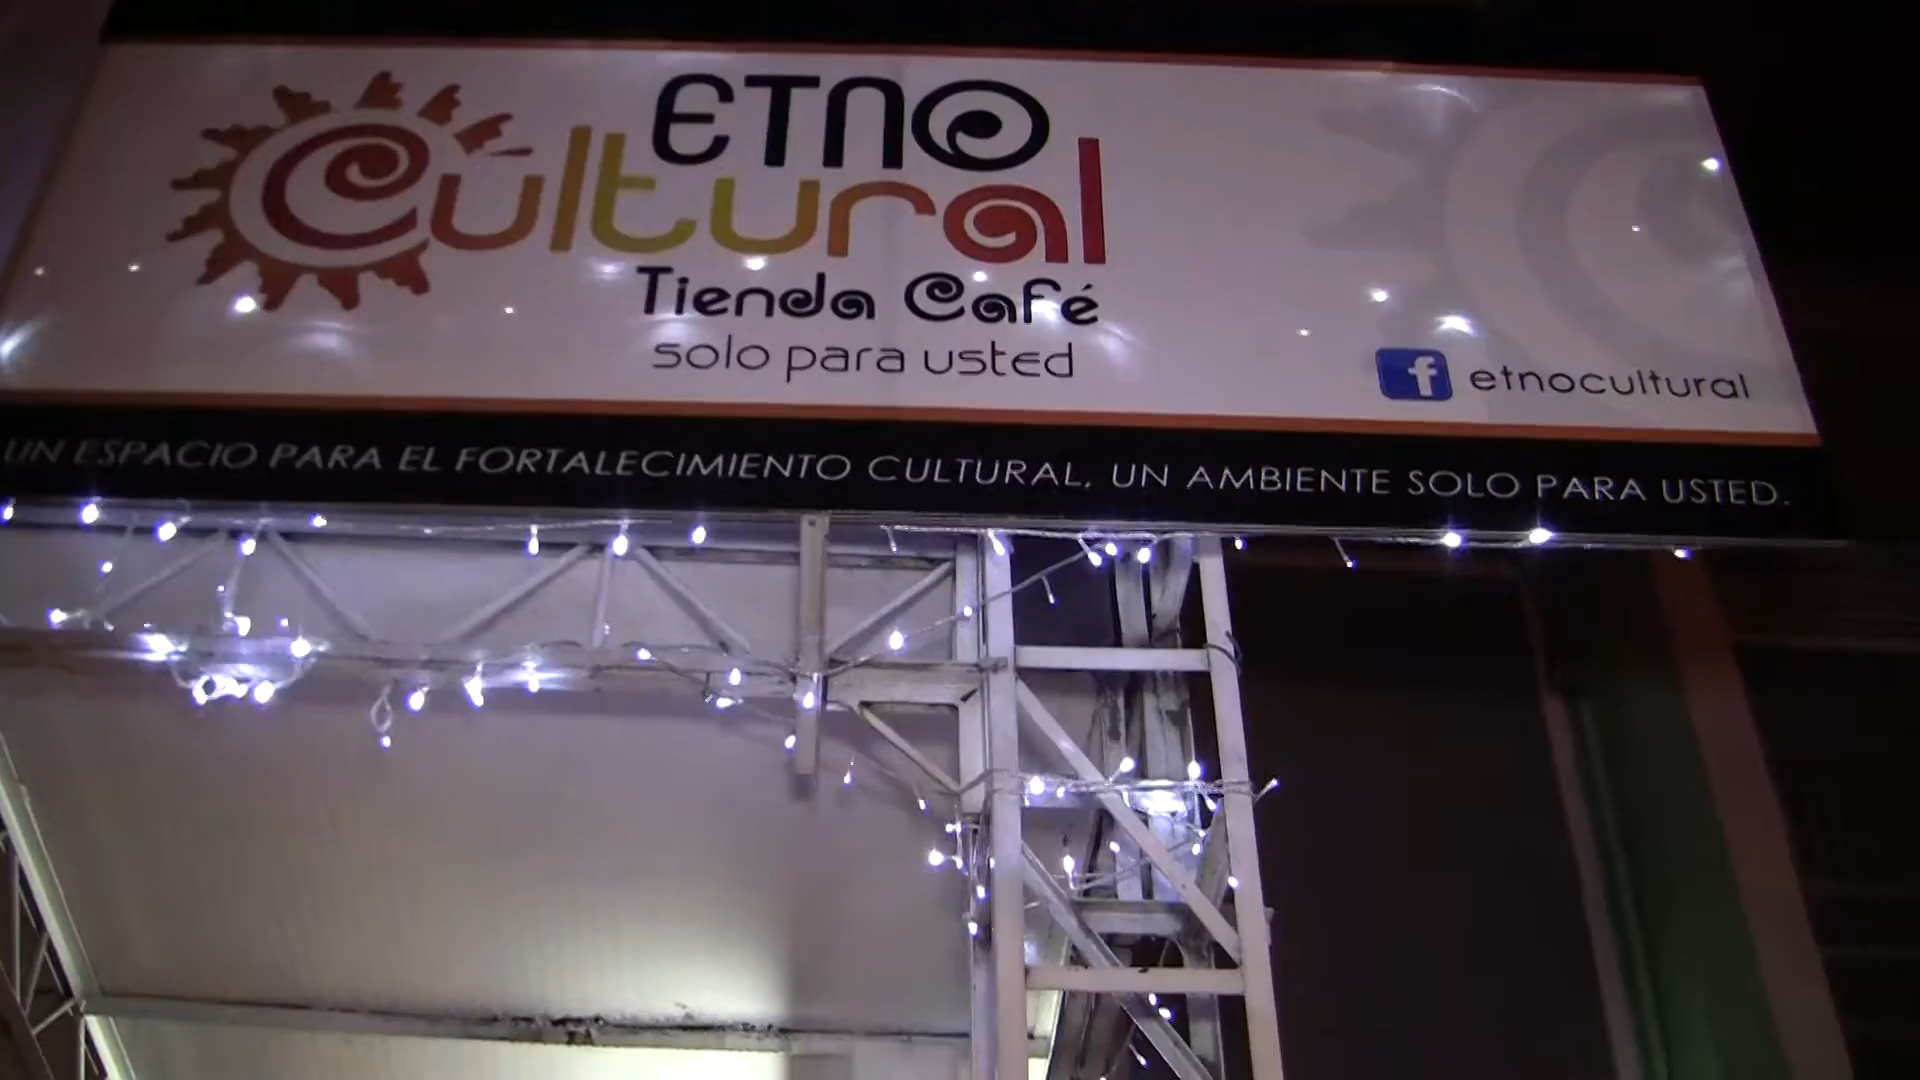 ETNO
Cultural
Tienda Café
solo para usted
f etnocultural
UN ESPACIO PARA EL FORTALECIMIENTO CULTURAL, UN AMBIENTE SOLO PARA USTED.